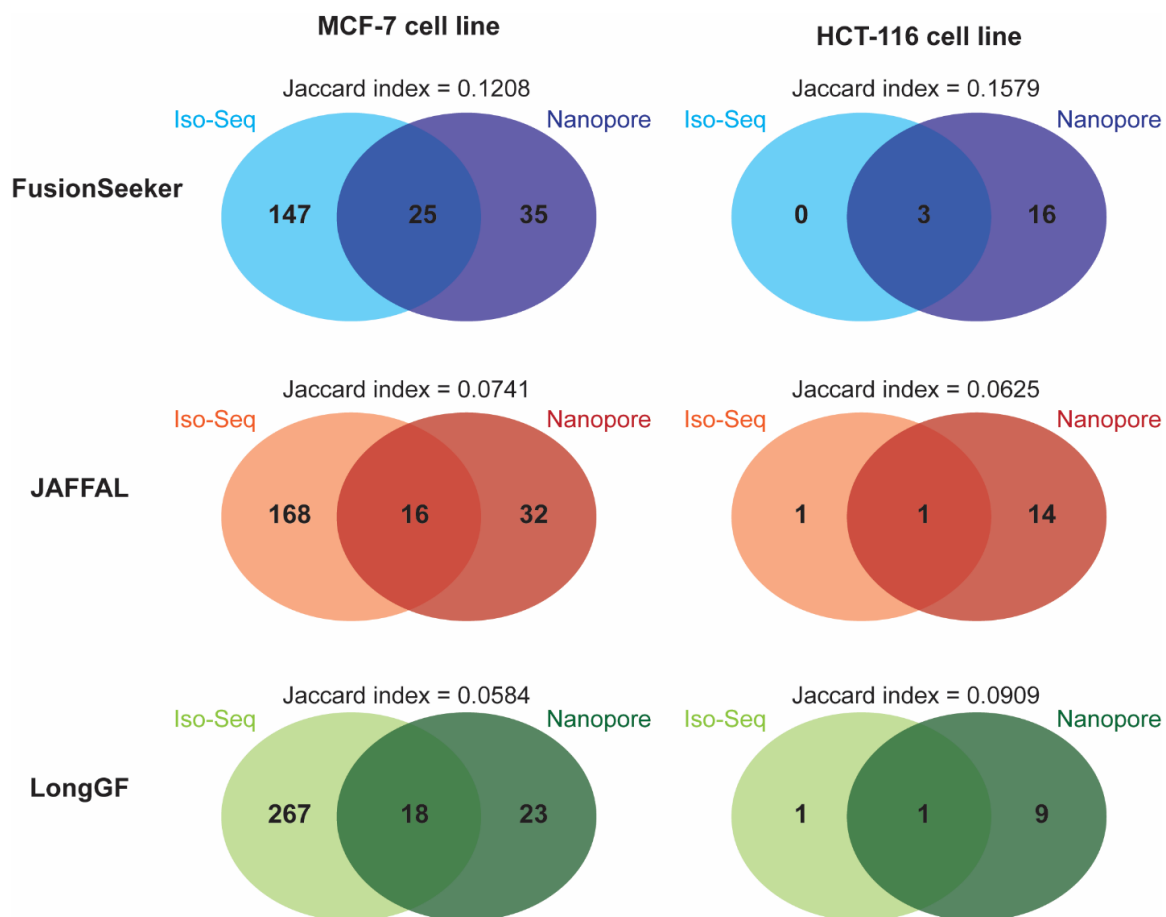 MCF-7 cell line
HCT-116 cell line
Jaccard index = 0.1208
Jaccard index = 0.1579
Iso-Seq
Nanopore
Iso-Seq
Nanopore
FusionSeeker
147
25
35
0
3
16
Jaccard index = 0.0741
Jaccard index = 0.0625
Iso-Seq
Nanopore
Iso-Seq
Nanopore
JAFFAL
168
16
32
1
1
14
Jaccard index = 0.0584
Jaccard index = 0.0909
Iso-Seq
Nanopore
Iso-Seq
Nanopore
LongGF
267
18
23
1
1
9